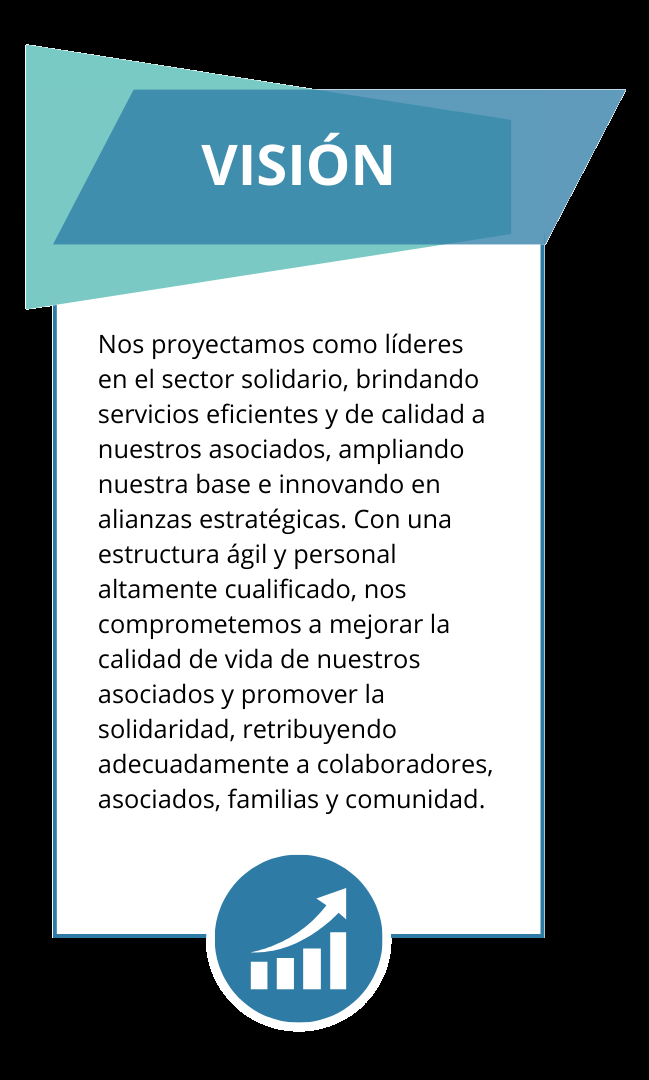 VISIÓN
Nos proyectamos como líderes
en el sector solidario, brindando
servicios eficientes y de calidad a
nuestros asociados, ampliando
nuestra base e innovando en
alianzas estratégicas. Con una
estructura ágil y personal
altamente cualificado, nos
comprometemos a mejorar la
calidad de vida de nuestros
asociados y promover la
solidaridad, retribuyendo
adecuadamente a colaboradores,
asociados, familias y comunidad.